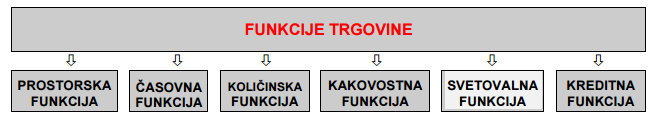 FUNKCIJE TRGOVINE
PROSTORSKA
FUNKCIJA
ČASOVNA
FUNKCIJA
KOLIČINSKA
FUNKCIJA
KAKOVOSTNA
FUNKCIJA
SVETOVALNA
FUNKCIJA
KREDITNA
FUNKCIJA